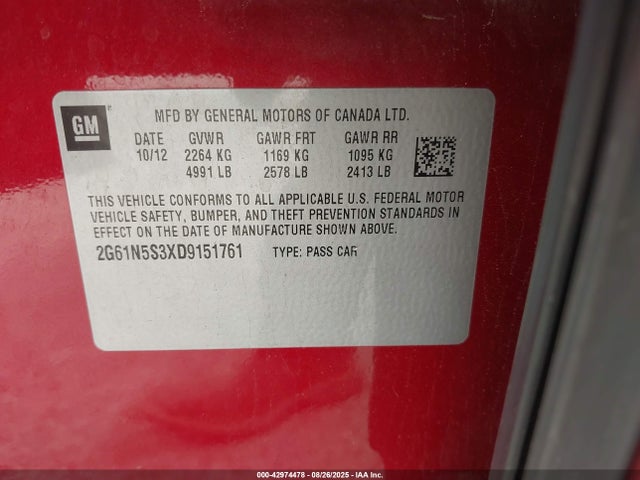 GM
MFD BY GENERAL MOTORS OF CANADA LTD.
DATE GVWR GAWR FRT GAWR RR
10/12 2264 KG 1169 KG 1095 KG
4991 LB 2578 LB 2413 LB
THIS VEHICLE CONFORMS TO ALL APPLICABLE U.S. FEDERAL MOTOR
VEHICLE SAFETY, BUMPER, AND THEFT PREVENTION STANDARDS IN
EFFECT ON THE DATE OF MANUFACTURE SHOWN ABOVE.
2G61N5S3XD9151761 TYPE: PASS CAR
000-42974478 | 08/26/2025 | IAA Inc.